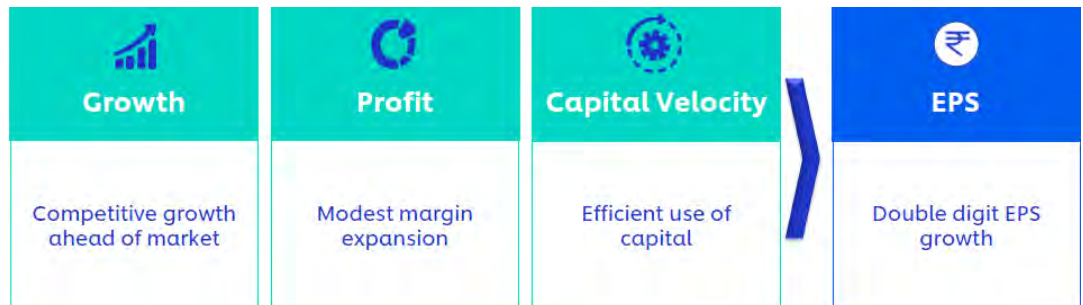 Growth
Competitive growth
ahead of market
Profit
Modest margin
expansion
Capital Velocity
Efficient use of
capital
₹
EPS
Double digit EPS
growth